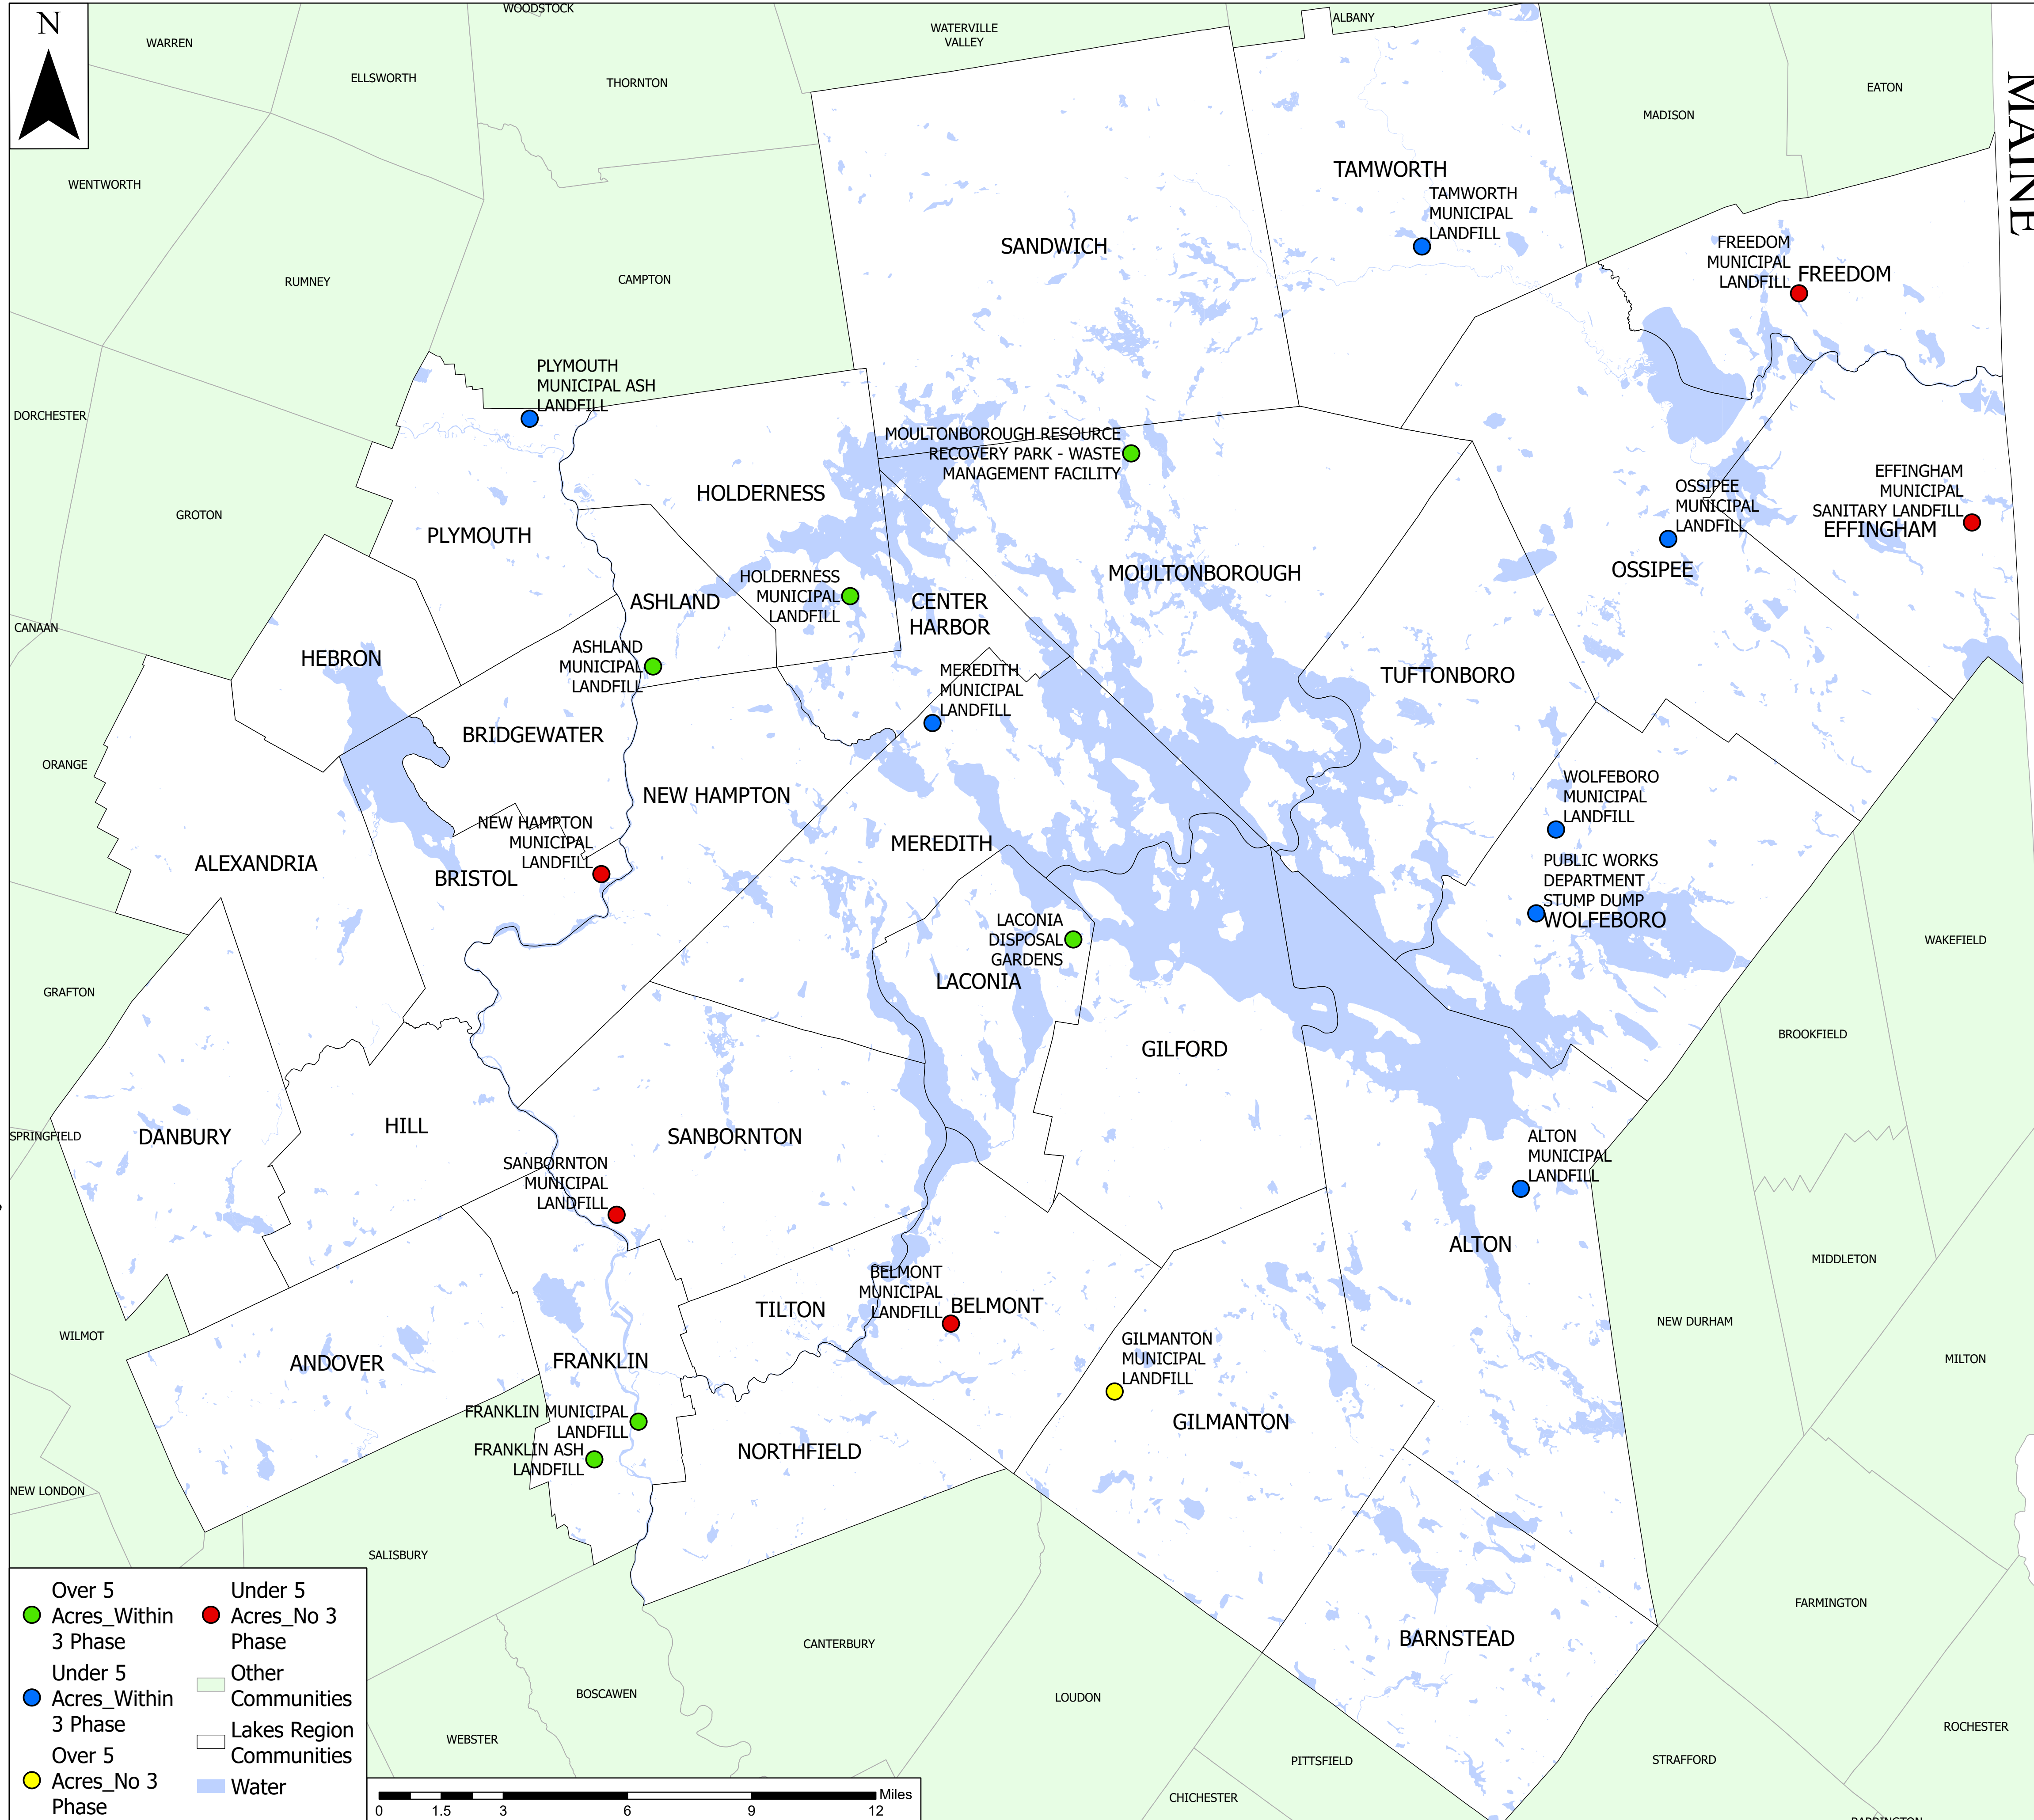 N
WOODSTOCK
WARREN
ELLSWORTH
THORNTON
WATERVILLE
VALLEY
ALBANY
MADISON
EATON
MAINE
WENTWORTH
RUMNEY
CAMPTON
SANDWICH
TAMWORTH
TAMWORTH
MUNICIPAL
LANDFILL
FREEDOM
MUNICIPAL
LANDFILL
FREEDOM
DORCHESTER
PLYMOUTH
MUNICIPAL ASH
LANDFILL
MOULTONBOROUGH RESOURCE
RECOVERY PARK - WASTE
MANAGEMENT FACILITY
GROTON
PLYMOUTH
HOLDERNESS
OSSIPEE
MUNICIPAL
LANDFILL
OSSIPEE
EFFINGHAM
MUNICIPAL
SANITARY LANDFILL
EFFINGHAM
CANAAN
HEBRON
ASHLAND
HOLDERNESS
MUNICIPAL
LANDFILL
CENTER
HARBOR
MOULTONBOROUGH
ASHLAND
MUNICIPAL
LANDFILL
MEREDITH
MUNICIPAL
LANDFILL
TUFTONBORO
ORANGE
BRIDGEWATER
NEW HAMPTON
WOLFEBORO
MUNICIPAL
LANDFILL
ALEXANDRIA
NEW HAMPTON
MUNICIPAL
LANDFILL
BRISTOL
MEREDITH
PUBLIC WORKS
DEPARTMENT
STUMP DUMP
WOLFEBORO
LACONIA
DISPOSAL
GARDENS
LACONIA
WAKEFIELD
GRAFTON
GILFORD
BROOKFIELD
SPRINGFIELD
DANBURY
HILL
SANBORNTON
SANBORNTON
MUNICIPAL
LANDFILL
ALTON
MUNICIPAL
LANDFILL
ALTON
MIDDLETON
WILMOT
ANDOVER
FRANKLIN
TILTON
BELMONT
MUNICIPAL
LANDFILL
BELMONT
GILMANTON
MUNICIPAL
LANDFILL
GILMANTON
NEW DURHAM
MILTON
FRANKLIN MUNICIPAL
LANDFILL
FRANKLIN ASH
LANDFILL
NORTHFIELD
NEW LONDON
SALISBURY
CANTERBURY
BARNSTEAD
FARMINGTON
BOSCAWEN
WEBSTER
LOUDON
PITTSFIELD
CHICHESTER
STRAFFORD
ROCHESTER
Over 5
Acres_Within
3 Phase
Under 5
Acres_Within
3 Phase
Over 5
Acres_No 3
Phase
Under 5
Acres_No 3
Phase
Other
Communities
Lakes Region
Communities
Water
Miles
0 1.5 3 6 9 12